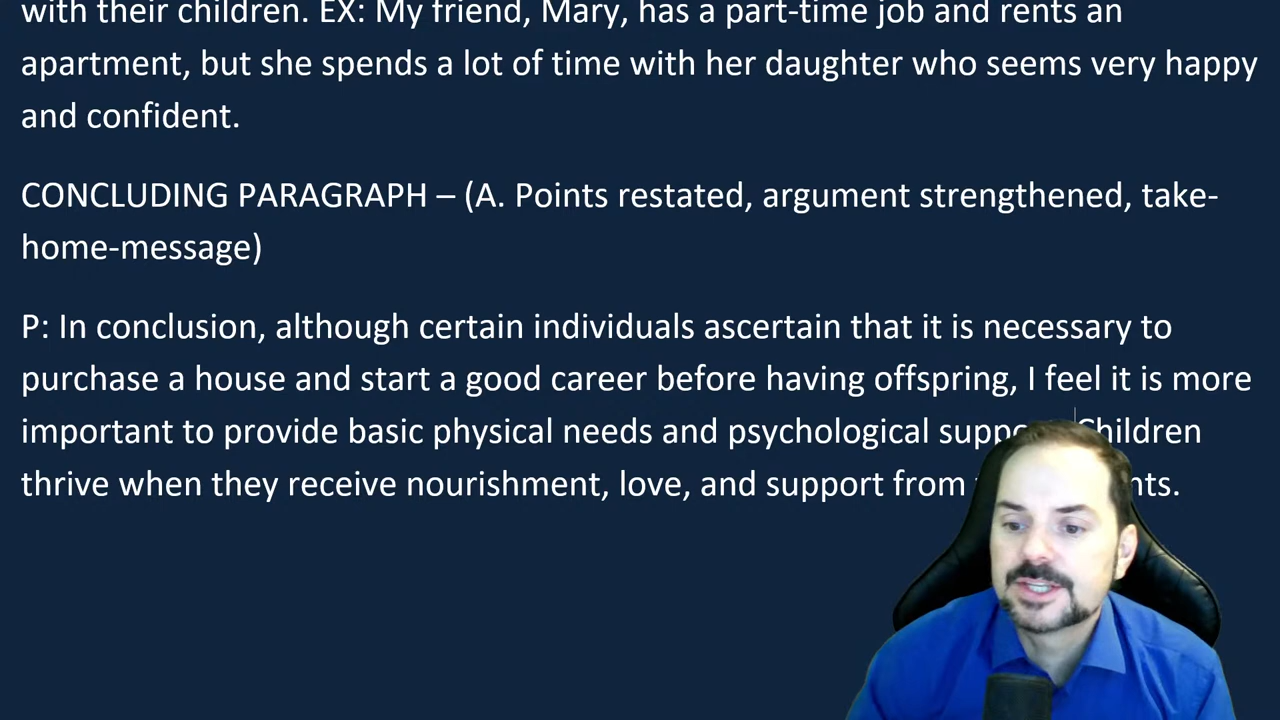 with their children. EX: My friend, Mary, has a part-time job and rents an
apartment, but she spends a lot of time with her daughter who seems very happy
and confident.
CONCLUDING PARAGRAPH – (A. Points restated, argument strengthened, take-
home-message)
P: In conclusion, although certain individuals ascertain that it is necessary to
purchase a house and start a good career before having offspring, I feel it is more
important to provide basic physical needs and psychological Children
thrive when they receive nourishment, love, and support from